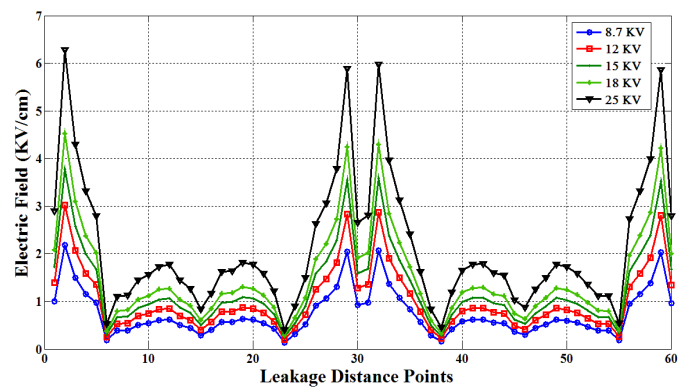 7
6
5
4
3
2
1
0
Electric Field (KV/cm)
8.7 KV
12 KV
15 KV
18 KV
25 KV
0 10 20 30 40 50 60
Leakage Distance Points